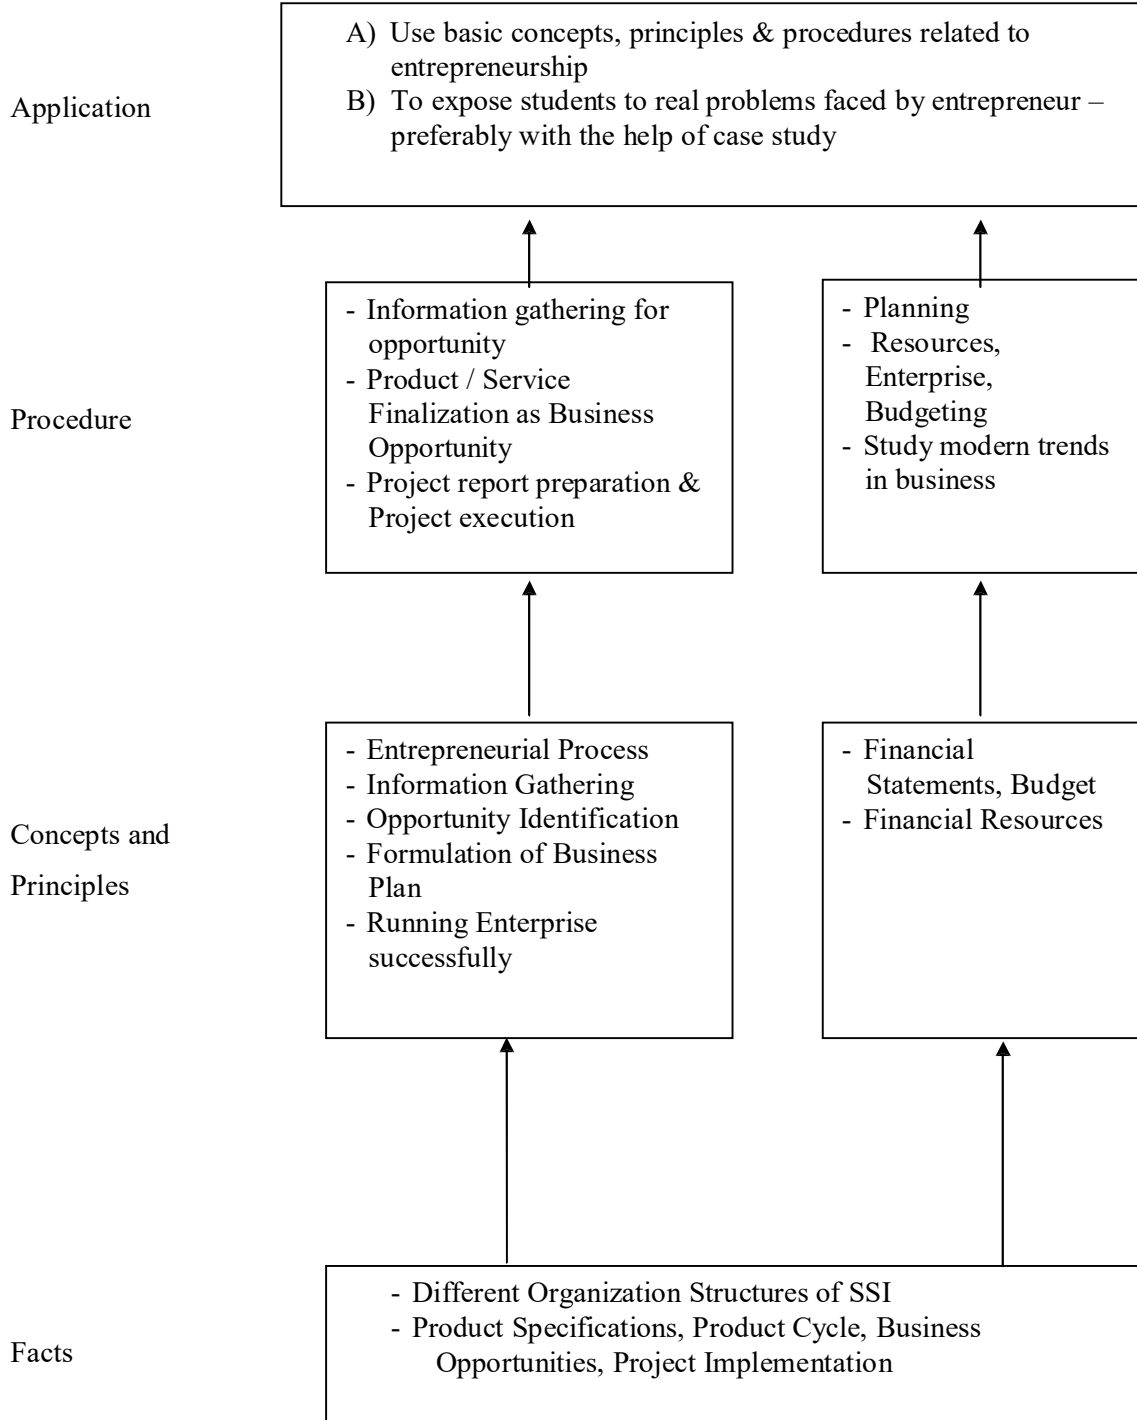 A) Use basic concepts, principles & procedures related to
entrepreneurship
Application
B) To expose students to real problems faced by entrepreneur –
preferably with the help of case study
Procedure
- Information gathering for
opportunity
- Product / Service
Finalization as Business
Opportunity
- Project report preparation &
Project execution
- Planning
- Resources,
Enterprise,
Budgeting
- Study modern trends
in business
Concepts and
Principles
- Entrepreneurial Process
- Information Gathering
- Opportunity Identification
- Formulation of Business
Plan
- Running Enterprise
successfully
- Financial
Statements, Budget
- Financial Resources
Facts
- Different Organization Structures of SSI
- Product Specifications, Product Cycle, Business
Opportunities, Project Implementation